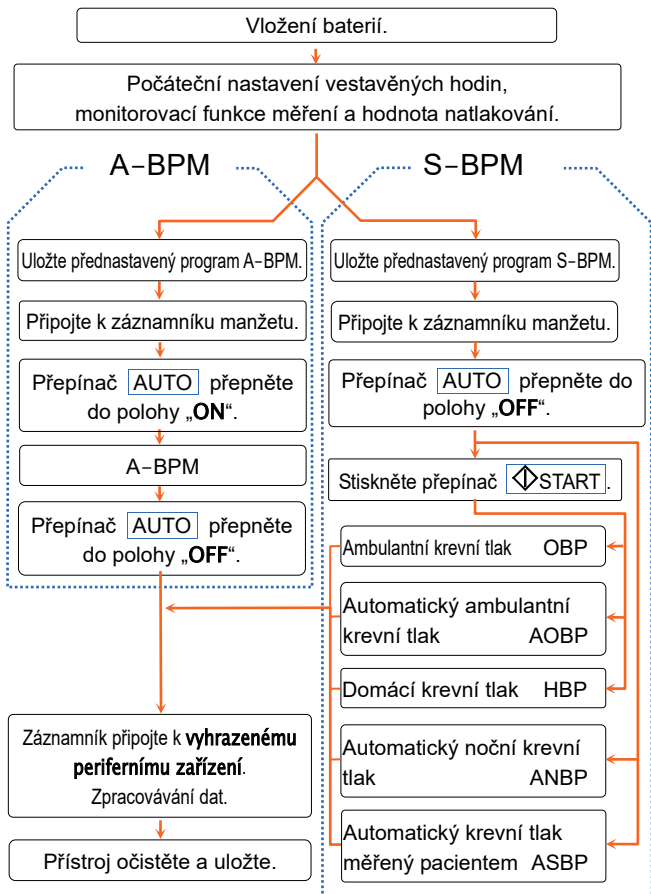 Vložení baterií.
Počáteční nastavení vestavěných hodin,
monitorovací funkce měření a hodnota natlakování.
A−BPM
Uložte přednastavený program A−BPM.
Připojte k záznamníku manžetu.
Přepínač AUTO přepněte
do polohy „ON“.
A−BPM
Přepínač AUTO přepněte
do polohy „OFF“.
S−BPM
Uložte přednastavený program S−BPM.
Připojte k záznamníku manžetu.
Přepínač AUTO přepněte do
polohy „OFF“.
Stiskněte přepínač START.
Ambulantní krevní tlak OBP
Automatický ambulantní
krevní tlak AOBP
Domácí krevní tlak HBP
Automatický noční krevní
tlak ANBP
Automatický krevní tlak
měřený pacientem ASBP
Záznamník připojte k vyhrazenému
perifernímu zařízení.
Zpracovávání dat.
Přístroj očistěte a uložte.